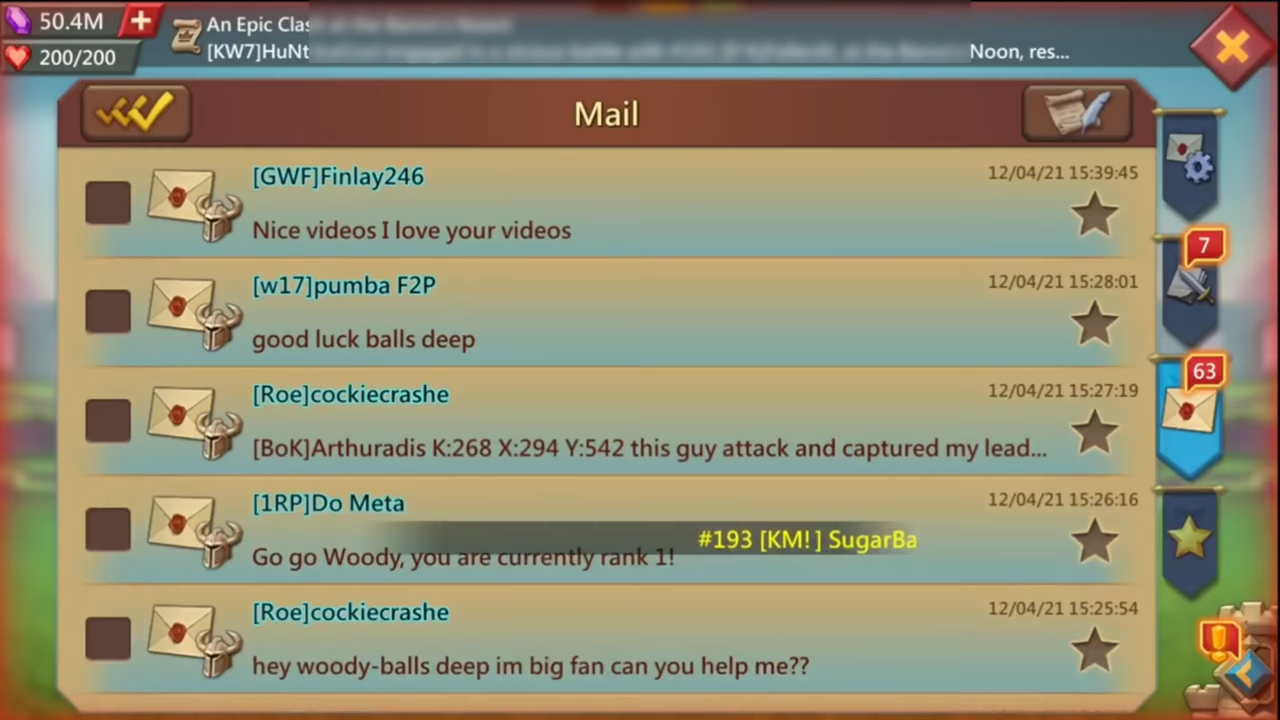 50.4M
An Epic Clas
200/200
[KW7]HuNt
Noon, res...
Mail
[GWF]Finlay246
12/04/21 15:39:45
Nice videos I love your videos
7
[w17]pumba F2P
12/04/21 15:28:01
good luck balls deep
63
[Roe]cockiecrashe
12/04/21 15:27:19
[BoK]Arthuradis K:268 X:294 Y:542 this guy attack and captured my lead...
[1RP]Do Meta
12/04/21 15:26:16
#193 [KM!] SugarBa
Go go Woody, you are currently rank 1!
[Roe]cockiecrashe
12/04/21 15:25:54
hey woody-balls deep im big fan can you help me??